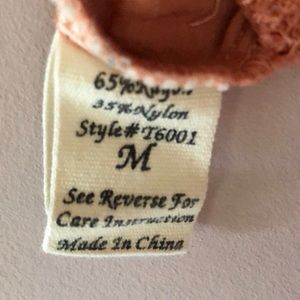 65% Rayon
35% Nylon
Style# T6001
M
See Reverse For
Care Instruction
Made In China